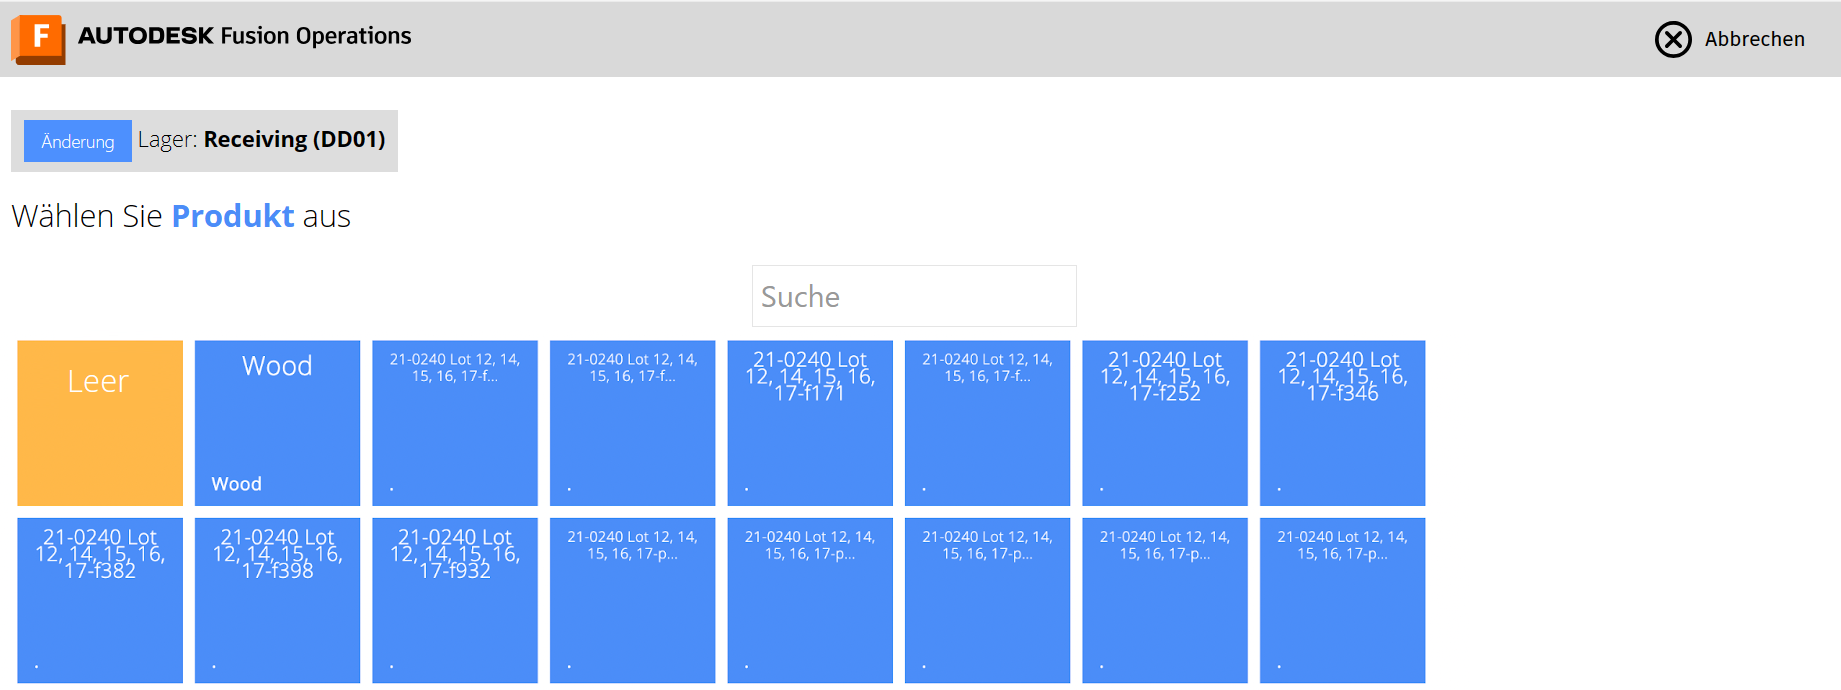 F AUTODESK Fusion Operations
Abbrechen
Änderung Lager: Receiving (DD01)
Wählen Sie Produkt aus
Suche
Leer
Wood
Wood
21-0240 Lot 12, 14,
15, 16, 17-f...
.
21-0240 Lot 12, 14,
15, 16, 17-f...
.
21-0240 Lot
12, 14, 15, 16,
17-f171
.
21-0240 Lot 12, 14,
15, 16, 17-f...
.
21-0240 Lot
12, 14, 15, 16,
17-f252
.
21-0240 Lot
12, 14, 15, 16,
17-f346
.
21-0240 Lot
12, 14, 15, 16,
17-f382
.
21-0240 Lot
12, 14, 15, 16,
17-f398
.
21-0240 Lot
12, 14, 15, 16,
17-f932
.
21-0240 Lot 12, 14,
15, 16, 17-p...
.
21-0240 Lot 12, 14,
15, 16, 17-p...
.
21-0240 Lot 12, 14,
15, 16, 17-p...
.
21-0240 Lot 12, 14,
15, 16, 17-p...
.
21-0240 Lot 12, 14,
15, 16, 17-p...
.